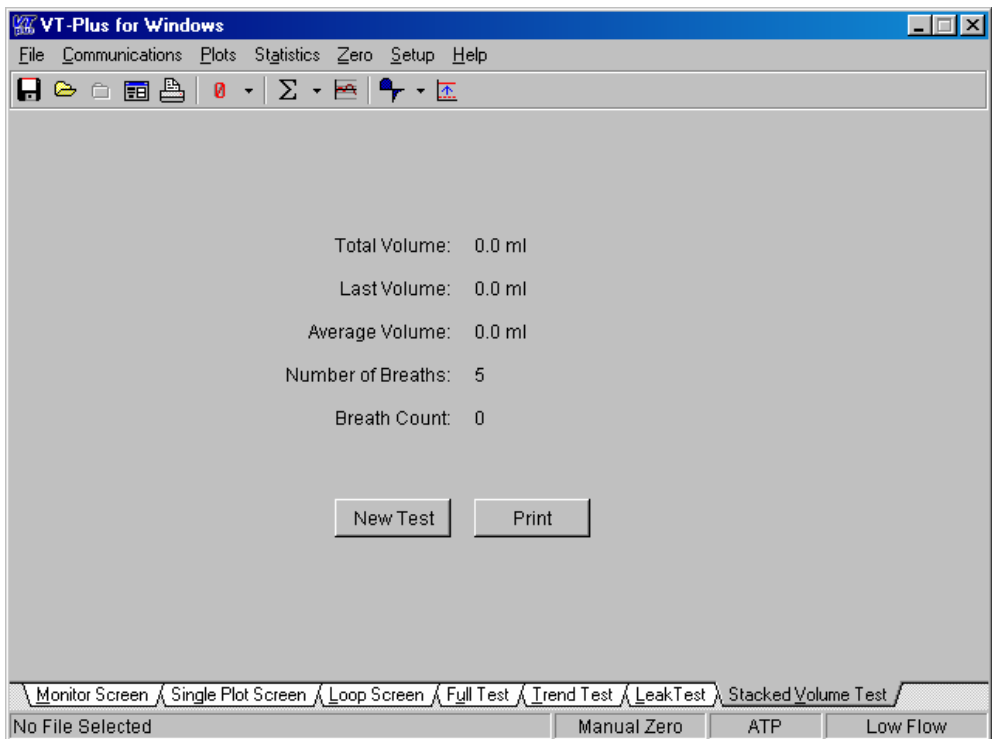 VT-Plus for Windows
File Communications Plots Statistics Zero Setup Help
0 Σ
Total Volume: 0.0 ml
Last Volume: 0.0 ml
Average Volume: 0.0 ml
Number of Breaths: 5
Breath Count: 0
New Test Print
Monitor Screen Single Plot Screen Loop Screen Full Test Trend Test LeakTest Stacked Volume Test
No File Selected Manual Zero ATP Low Flow